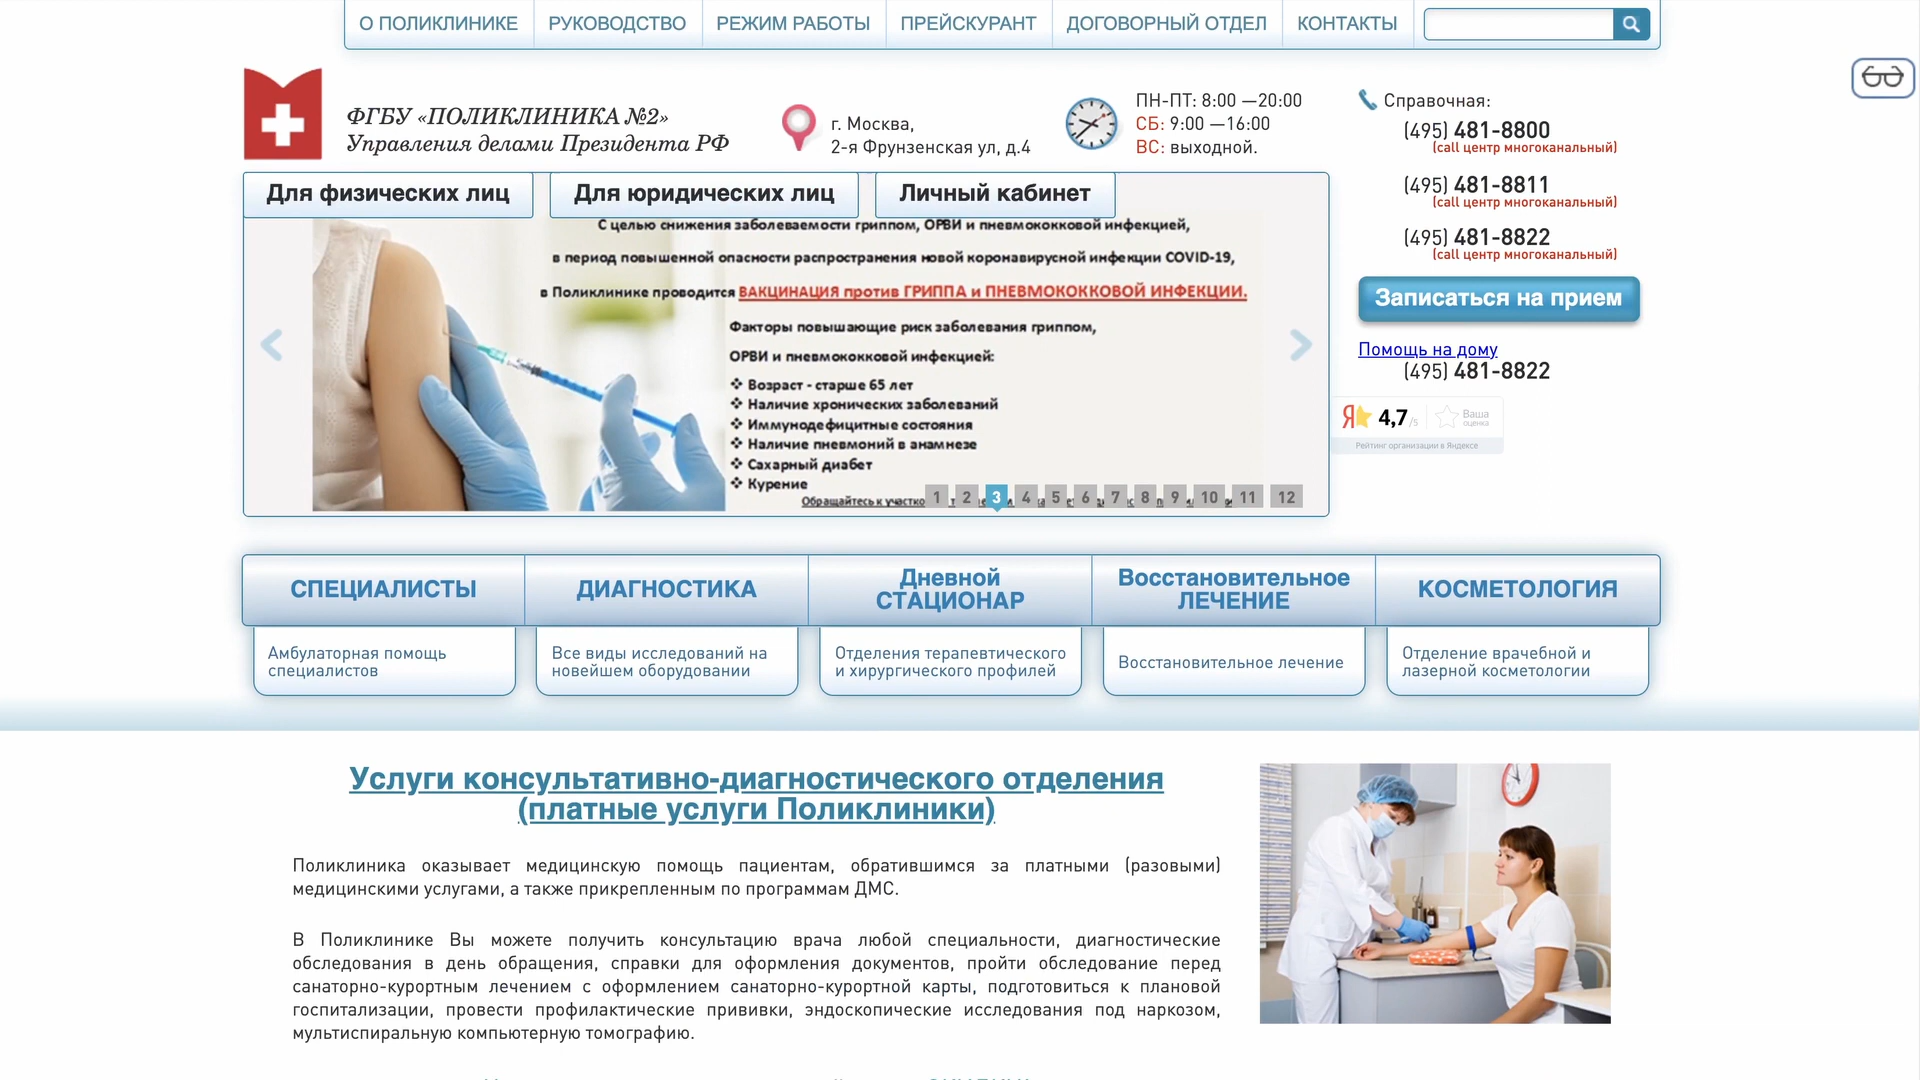 О ПОЛИКЛИНИКЕ РУКОВОДСТВО РЕЖИМ РАБОТЫ ПРЕЙСКУРАНТ ДОГОВОРНЫЙ ОТДЕЛ КОНТАКТЫ
ФГБУ «ПОЛИКЛИНИКА №2»
Управления делами Президента РФ
г. Москва,
2-я Фрунзенская ул, д.4
ПН-ПТ: 8:00 —20:00
СБ: 9:00 —16:00
ВС: выходной.
Справочная:
(495) 481-8800
(call центр многоканальный)
(495) 481-8811
(call центр многоканальный)
(495) 481-8822
(call центр многоканальный)
Записаться на прием
Помощь на дому
(495) 481-8822
Я 4,7/5 Ваша оценка
Рейтинг организации в Яндексе
Для физических лиц Для юридических лиц Личный кабинет
С целью снижения заболеваемости гриппом, ОРВИ и пневмококковой инфекцией,
в период повышенной опасности распространения новой коронавирусной инфекции COVID-19,
в Поликлинике проводится ВАКЦИНАЦИЯ против ГРИППА и ПНЕВМОКОККОВОЙ ИНФЕКЦИИ.
Факторы повышающие риск заболевания гриппом,
ОРВИ и пневмококковой инфекцией:
❖ Возраст - старше 65 лет
❖ Наличие хронических заболеваний
❖ Иммунодефицитные состояния
❖ Наличие пневмоний в анамнезе
❖ Сахарный диабет
❖ Курение
Обращайтесь к
1 2 3 4 5 6 7 8 9 10 11 12
СПЕЦИАЛИСТЫ
Амбулаторная помощь
специалистов
ДИАГНОСТИКА
Все виды исследований на
новейшем оборудовании
Дневной
СТАЦИОНАР
Отделения терапевтического
и хирургического профилей
Восстановительное
ЛЕЧЕНИЕ
Восстановительное лечение
КОСМЕТОЛОГИЯ
Отделение врачебной и
лазерной косметологии
Услуги консультативно-диагностического отделения
(платные услуги Поликлиники)
Поликлиника оказывает медицинскую помощь пациентам, обратившимся за платными (разовыми)
медицинскими услугами, а также прикрепленным по программам ДМС.
В Поликлинике Вы можете получить консультацию врача любой специальности, диагностические
обследования в день обращения, справки для оформления документов, пройти обследование перед
санаторно-курортным лечением с оформлением санаторно-курортной карты, подготовиться к плановой
госпитализации, провести профилактические прививки, эндоскопические исследования под наркозом,
мультиспиральную компьютерную томографию.